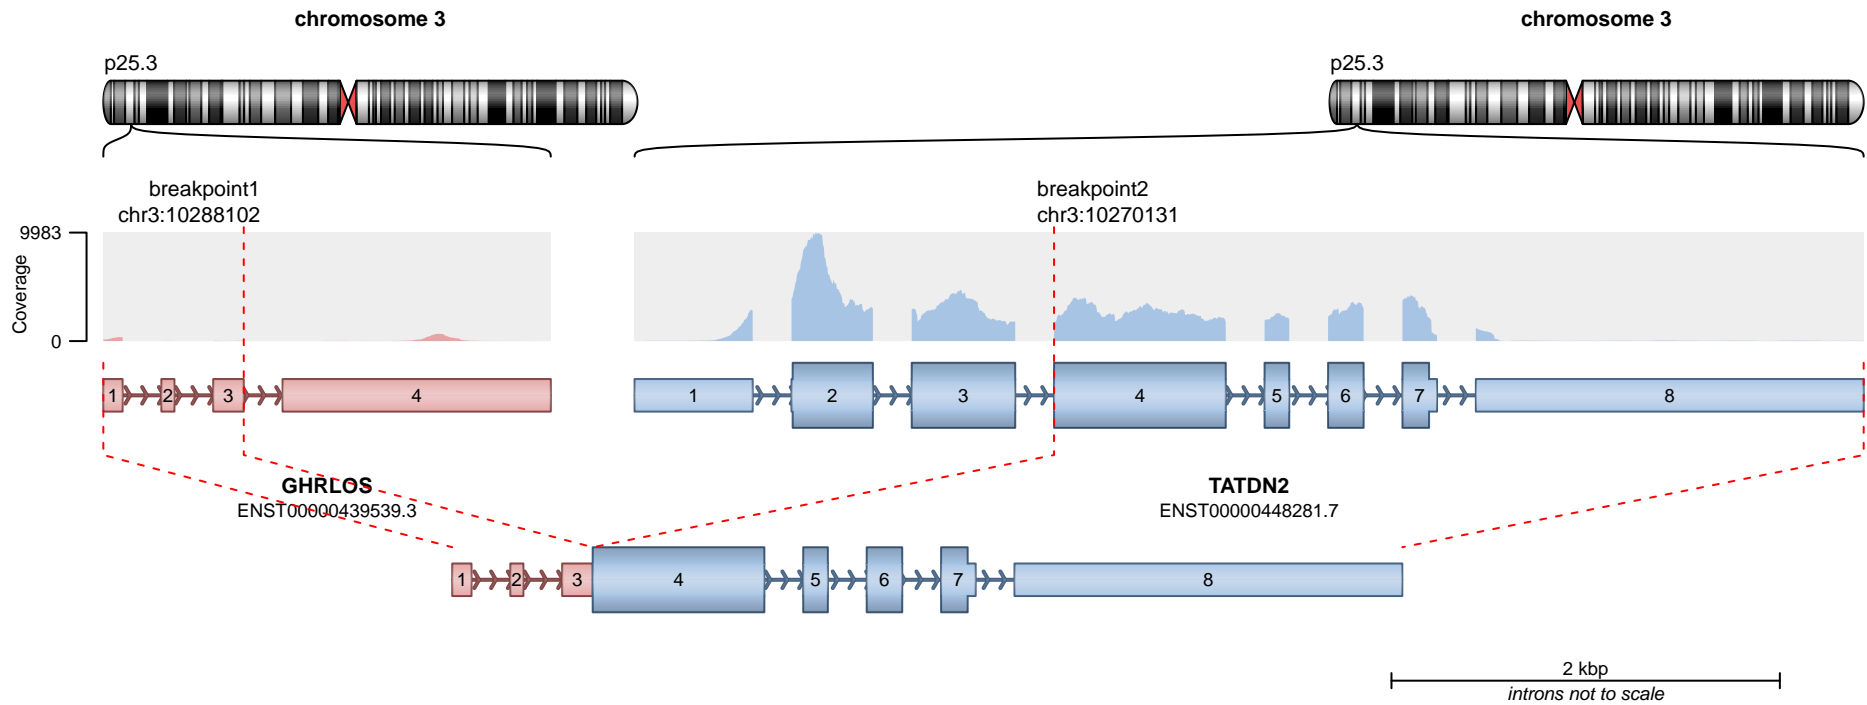 chromosome 3
chromosome 3
p25.3
p25.3
breakpoint1
chr3:10288102
breakpoint2
chr3:10270131
9983
0
Coverage
1 2 3 4
1 2 3 4 5 6 7 8
GHRLOS
ENST00000439539.3
TATDN2
ENST00000448281.7
1 2 3 4 5 6 7 8
2 kbp
introns not to scale